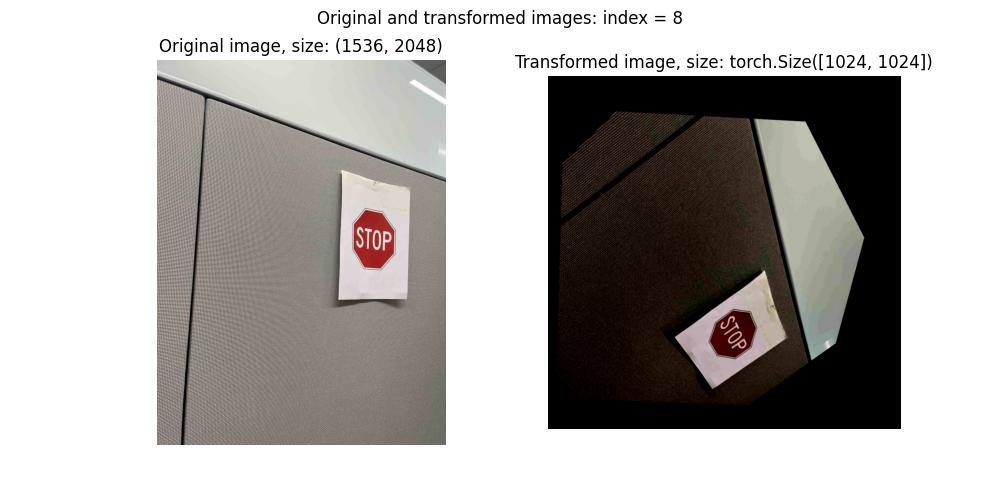 Original and transformed images: index = 8
Original image, size: (1536, 2048)
Transformed image, size: torch.Size([1024, 1024])
STOP
STOP